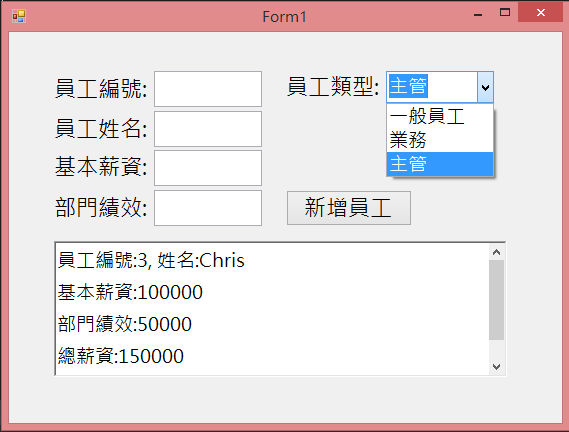 Form1
員工編號:
員工類型: 主管
一般員工
業務
主管
員工姓名:
基本薪資:
部門績效:
新增員工
員工編號:3, 姓名:Chris
基本薪資:100000
部門績效:50000
總薪資:150000